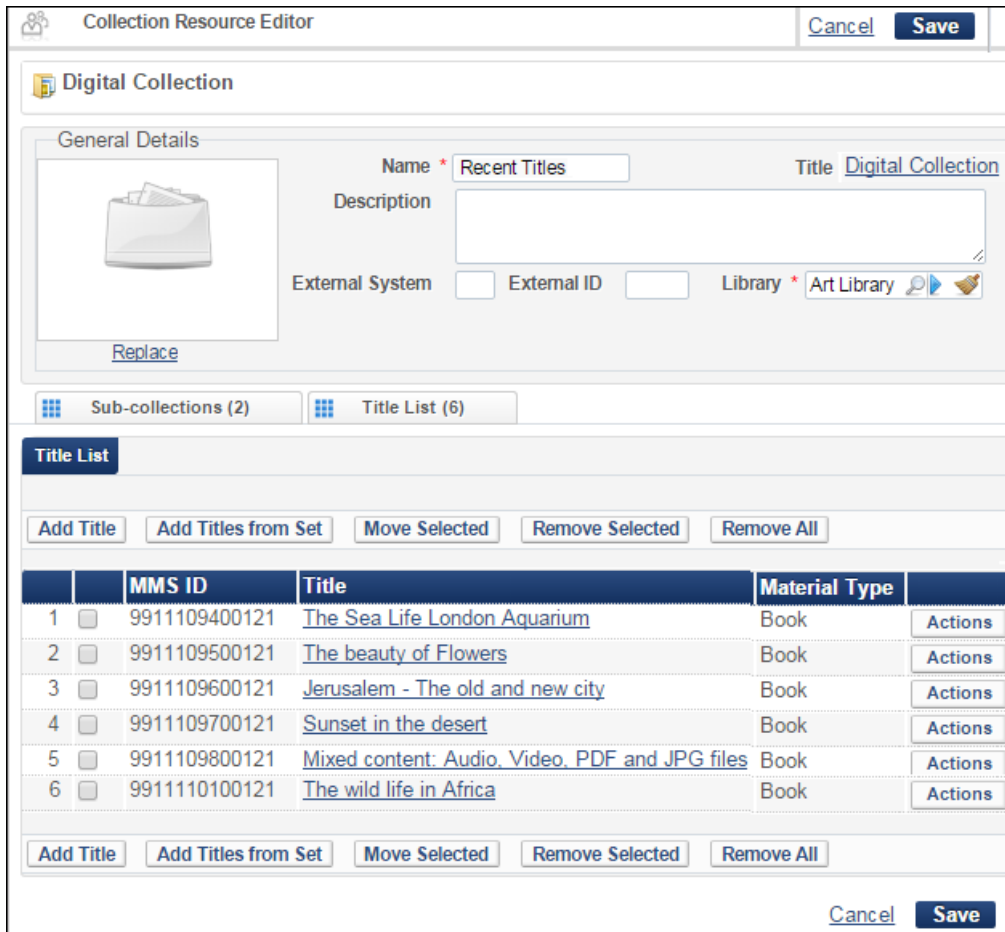 Collection Resource Editor Cancel Save
Digital Collection
General Details
Name * Recent Titles Title Digital Collection
Description
External System External ID Library * Art Library
Replace
Sub-collections (2) Title List (6)
Title List
Add Title Add Titles from Set Move Selected Remove Selected Remove All
MMS ID Title Material Type
1 9911109400121 The Sea Life London Aquarium Book Actions
2 9911109500121 The beauty of Flowers Book Actions
3 9911109600121 Jerusalem - The old and new city Book Actions
4 9911109700121 Sunset in the desert Book Actions
5 9911109800121 Mixed content: Audio, Video, PDF and JPG files Book Actions
6 9911110100121 The wild life in Africa Book Actions
Add Title Add Titles from Set Move Selected Remove Selected Remove All
Cancel Save